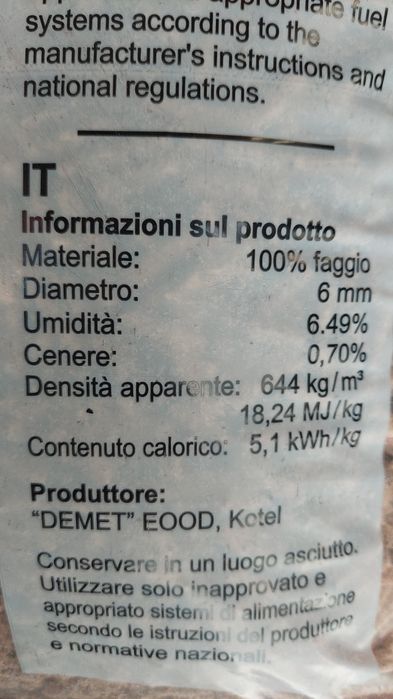 fuel
systems according to the
manufacturer's instructions and
national regulations.
IT
Informazioni sul prodotto
Materiale: 100% faggio
Diametro: 6 mm
Umidità: 6.49%
Cenere: 0,70%
Densità apparente: 644 kg/m³
18,24 MJ/kg
Contenuto calorico: 5,1 kWh/kg
Produttore:
"DEMET" EOOD, Kotel
Conservare in un luogo asciutto.
Utilizzare solo inapprovato e
appropriato sistemi di alimentazione
secondo le istruzioni del produttore
e normative nazionali.